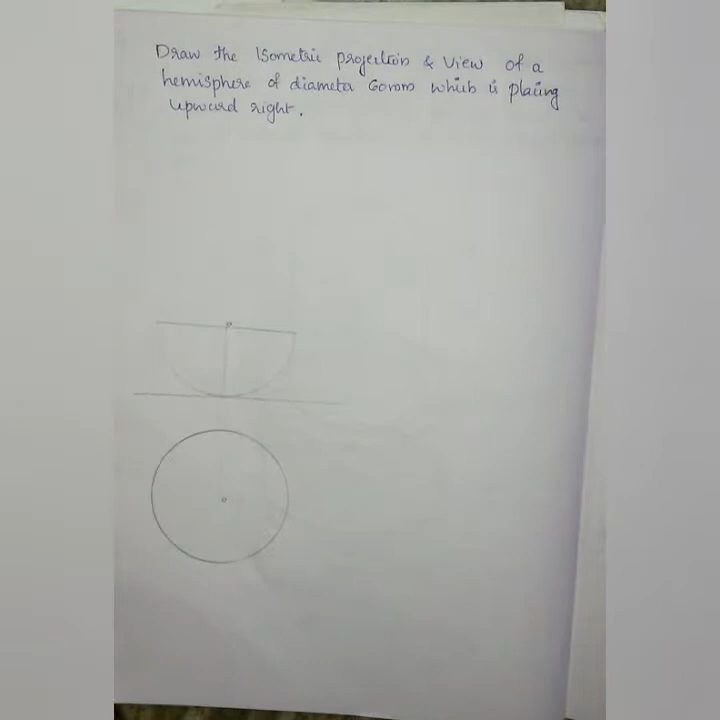 Draw the Isometric projection & View of a
hemisphere of diameter 60mm which is placing
upward right.
o'
o